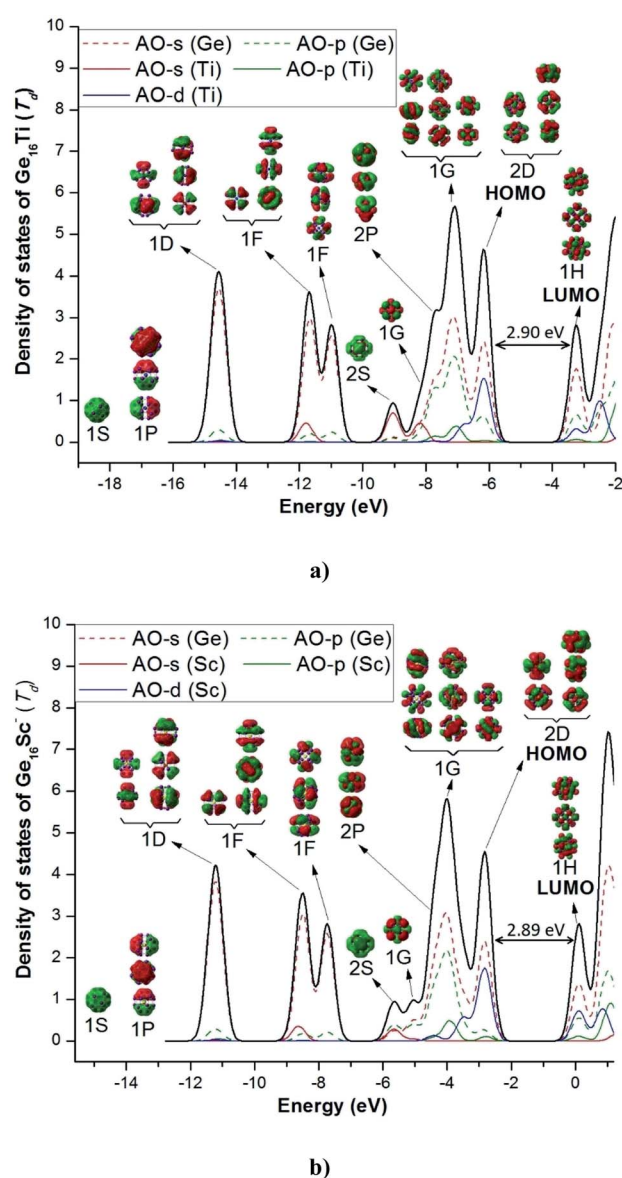 Density of states of Ge₁₆Ti (T_d)
10
9
8
7
6
5
4
3
2
1
0
AO-s (Ge) AO-p (Ge)
AO-s (Ti) AO-p (Ti)
AO-d (Ti)
1S
1P
1D
1F
1F
2P
2S
1G
1G
2D
HOMO
1H
LUMO
2.90 eV
-18 -16 -14 -12 -10 -8 -6 -4 -2
Energy (eV)
a)
Density of states of Ge₁₆Sc⁻ (T_d)
10
9
8
7
6
5
4
3
2
1
0
AO-s (Ge) AO-p (Ge)
AO-s (Sc) AO-p (Sc)
AO-d (Sc)
1S
1P
1D
1F
1F
2P
2S
1G
1G
2D
HOMO
1H
LUMO
2.89 eV
-14 -12 -10 -8 -6 -4 -2 0
Energy (eV)
b)